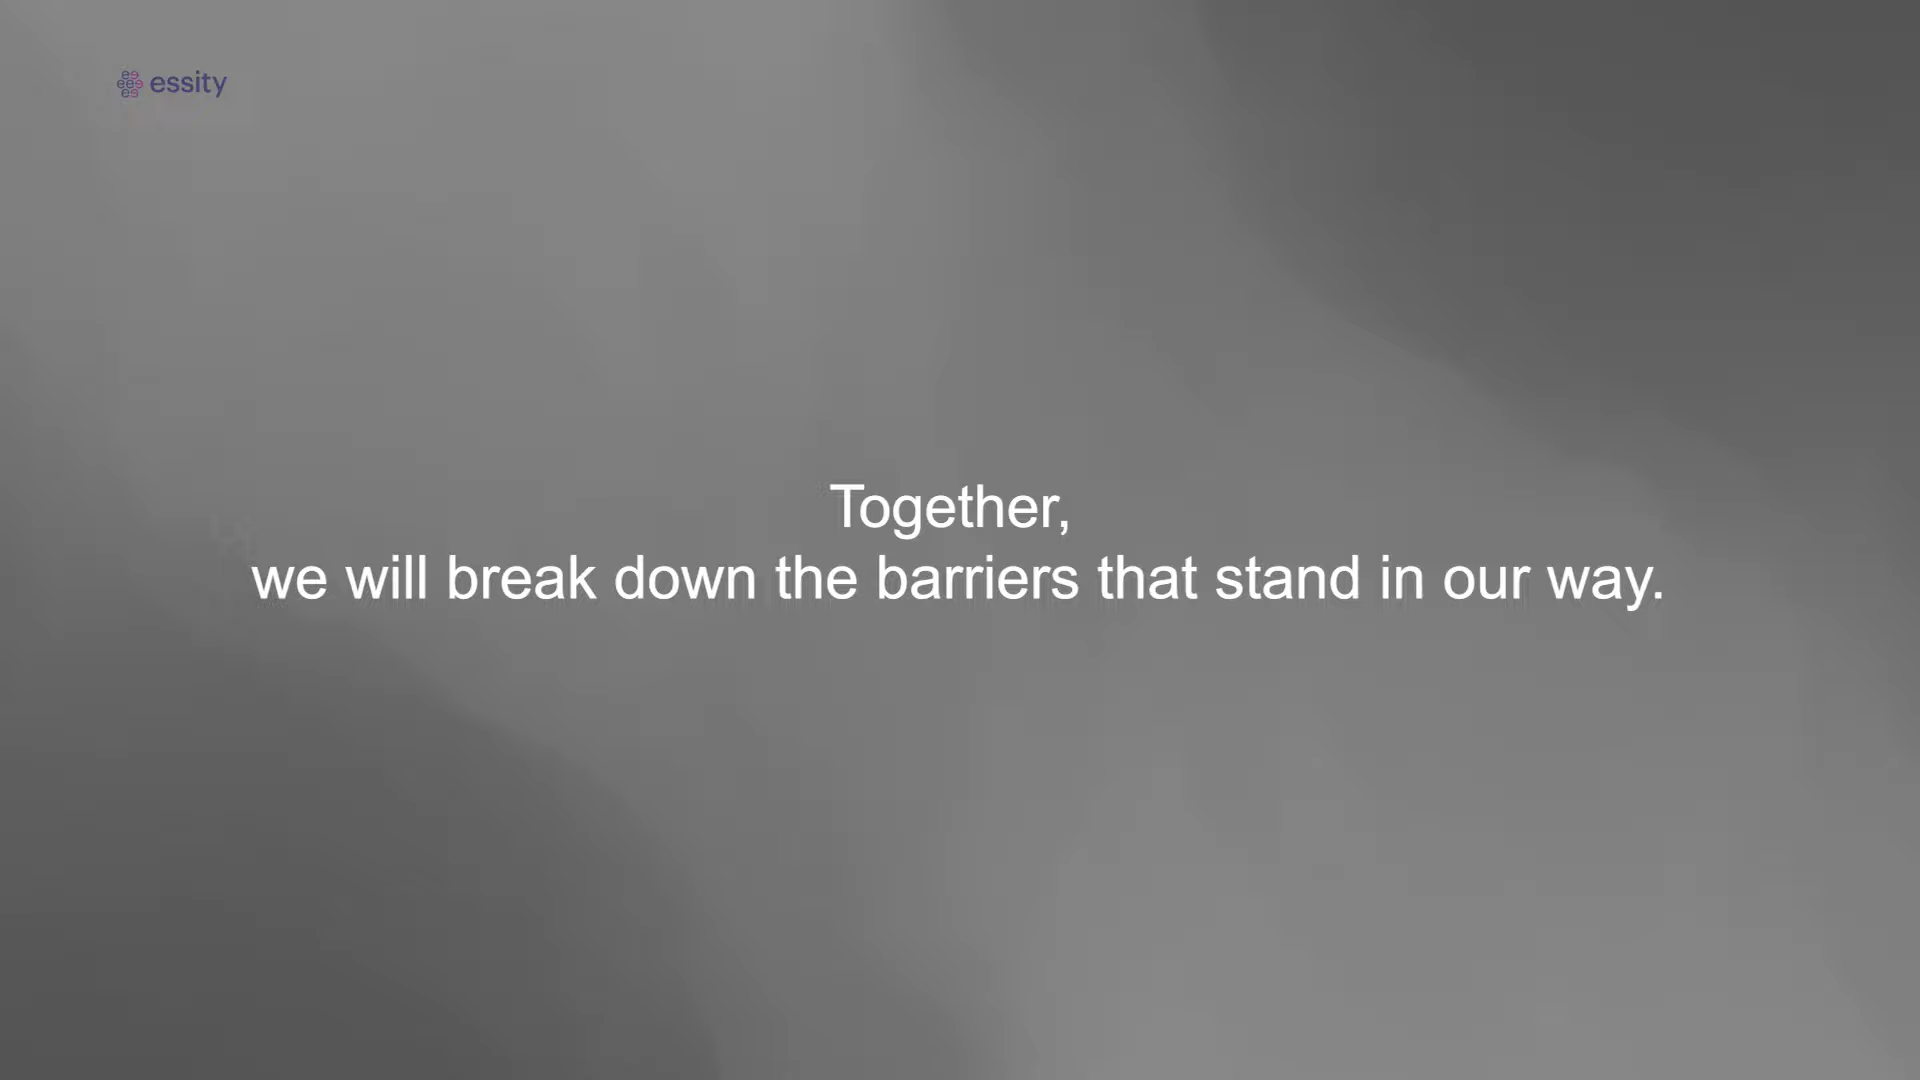 essity
Together,
we will break down the barriers that stand in our way.